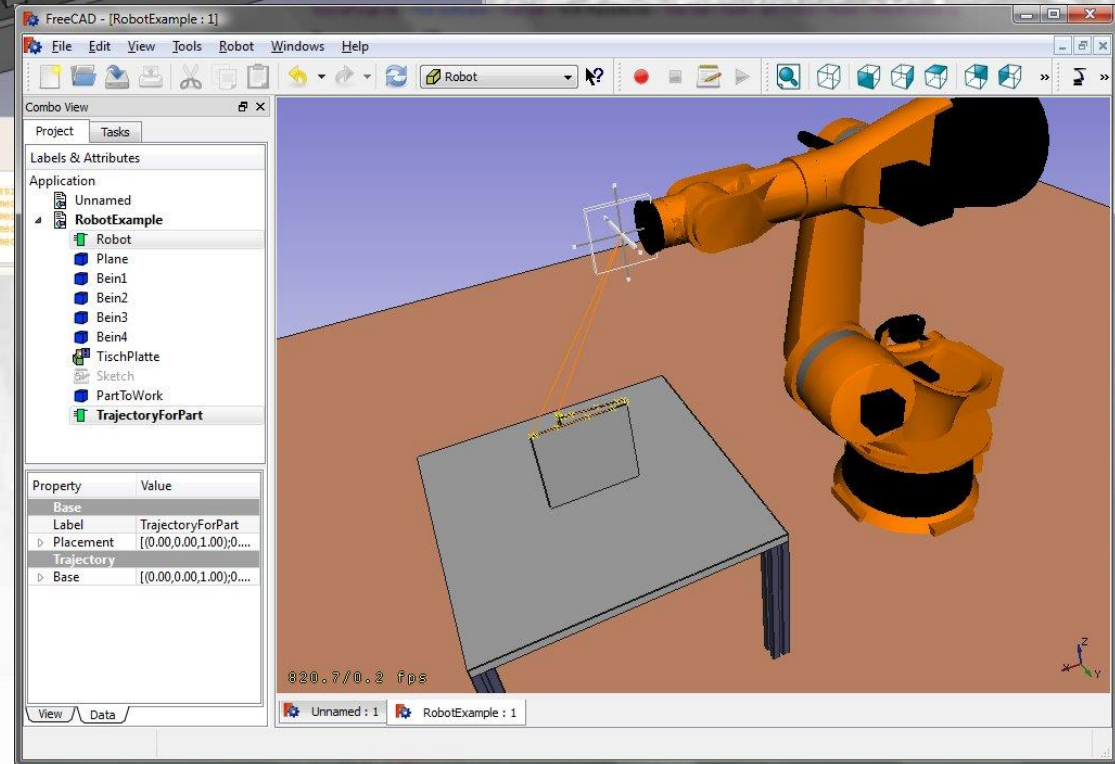 FreeCAD - [RobotExample : 1]
File Edit View Tools Robot Windows Help
Robot
Combo View
Project Tasks
Labels & Attributes
Application
Unnamed
RobotExample
Robot
Plane
Bein1
Bein2
Bein3
Bein4
TischPlatte
Sketch
PartToWork
TrajectoryForPart
Property Value
Base
Label TrajectoryForPart
Placement [(0.00,0.00,1.00);0....
Trajectory
Base [(0.00,0.00,1.00);0....
View Data
820.7/0.2 fps
Z
X
Y
Unnamed : 1 RobotExample : 1